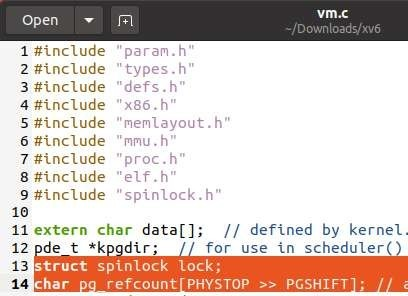 Open
vm.c
~/Downloads/xv6
1 #include "param.h"
2 #include "types.h"
3 #include "defs.h"
4 #include "x86.h"
5 #include "memlayout.h"
6 #include "mmu.h"
7 #include "proc.h"
8 #include "elf.h"
9 #include "spinlock.h"
10
11 extern char data[];  // defined by kernel.
12 pde_t *kpgdir;  // for use in scheduler()
13 struct spinlock lock;
14 char pg_refcount[PHYSTOP >> PGSHIFT]; // a